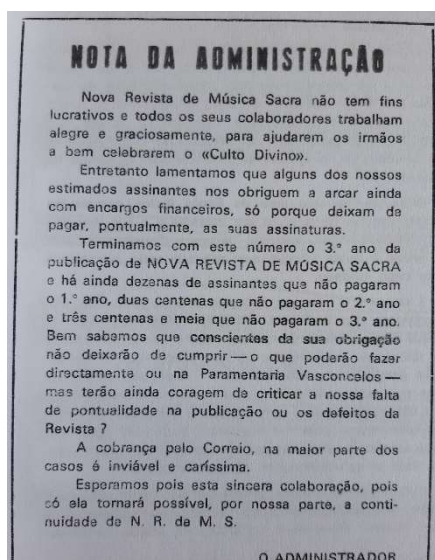 NOTA DA ADMINISTRAÇÃO
Nova Revista de Música Sacra não tem fins
lucrativos e todos os seus colaboradores trabalham
alegre e graciosamente, para ajudarem os irmãos
a bem celebrarem o «Culto Divino».
Entretanto lamentamos que alguns dos nossos
estimados assinantes nos obriguem a arcar ainda
com encargos financeiros, só porque deixam de
pagar, pontualmente, as suas assinaturas.
Terminamos com este número o 3.º ano da
publicação de NOVA REVISTA DE MÚSICA SACRA
e há ainda dezenas de assinantes que não pagaram
o 1.º ano, duas centenas que não pagaram o 2.º ano
e três centenas e meia que não pagaram o 3.º ano.
Bem sabemos que conscientes da sua obrigação
não deixarão de cumprir — o que poderão fazer
directamente ou na Paramentaria Vasconcelos —
mas terão ainda coragem de criticar a nossa falta
de pontualidade na publicação ou os defeitos da
Revista ?
A cobrança pelo Correio, na maior parte dos
casos é inviável e caríssima.
Esperamos pois esta sincera colaboração, pois
só ela tornará possível, por nossa parte, a conti-
nuidade de N. R. de M. S.
O ADMINISTRADOR